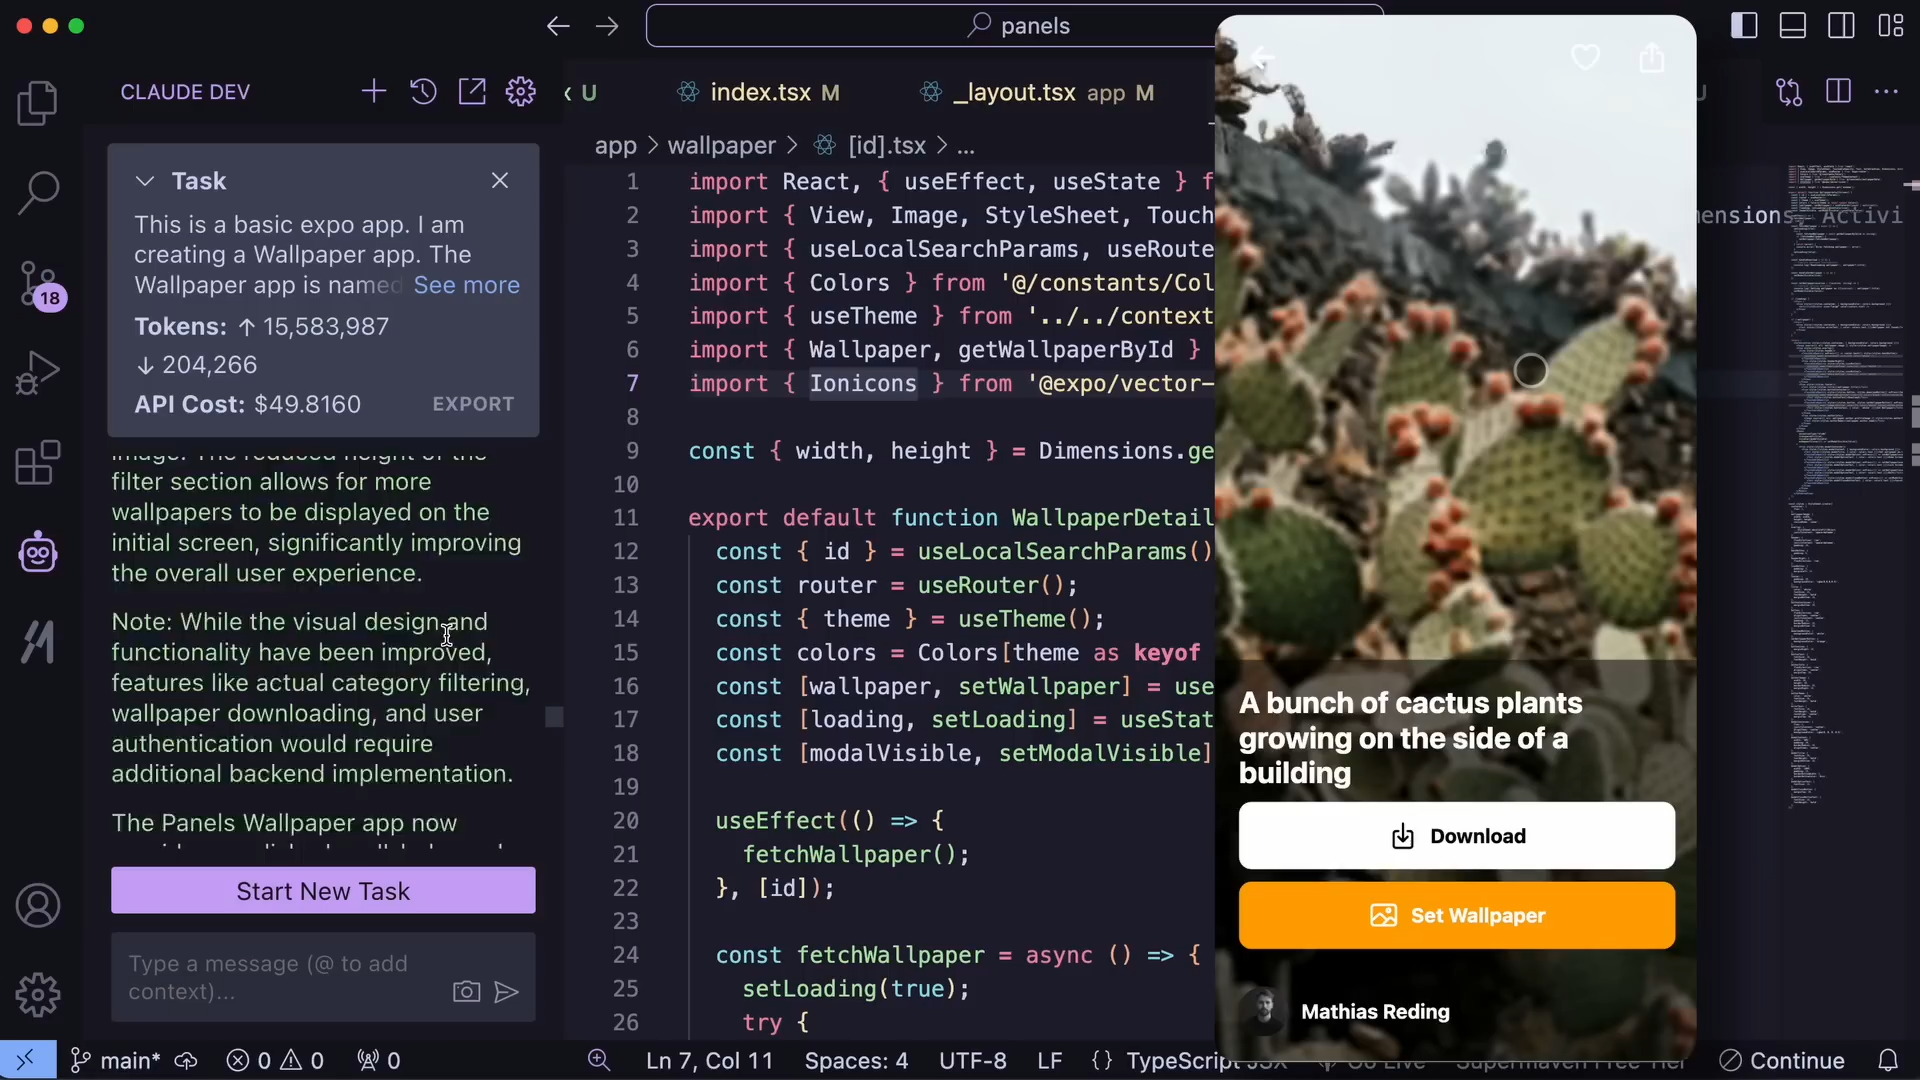 panels
CLAUDE DEV
U
index.tsx M
_layout.tsx app M
app > wallpaper > [id].tsx > ...
Task
This is a basic expo app. I am
creating a Wallpaper app. The
Wallpaper app is named See more
Tokens: ↑ 15,583,987
↓ 204,266
API Cost: $49.8160 EXPORT
filter section allows for more
wallpapers to be displayed on the
initial screen, significantly improving
the overall user experience.
Note: While the visual design and
functionality have been improved,
features like actual category filtering,
wallpaper downloading, and user
authentication would require
additional backend implementation.
The Panels Wallpaper app now
Start New Task
Type a message (@ to add
context)...
18
1 import React, { useEffect, useState } f
2 import { View, Image, StyleSheet, Touch
3 import { useLocalSearchParams, useRoute
4 import { Colors } from '@/constants/Col
5 import { useTheme } from '../../context
6 import { Wallpaper, getWallpaperById }
7 import { Ionicons } from '@expo/vector-
8
9 const { width, height } = Dimensions.ge
10
11 export default function WallpaperDetail
12 const { id } = useLocalSearchParams()
13 const router = useRouter();
14 const { theme } = useTheme();
15 const colors = Colors[theme as keyof
16 const [wallpaper, setWallpaper] = use
17 const [loading, setLoading] = useStat
18 const [modalVisible, setModalVisible]
19
20 useEffect(() => {
21 fetchWallpaper();
22 }, [id]);
23
24 const fetchWallpaper = async () => {
25 setLoading(true);
26 try {
mensions, Activi
A bunch of cactus plants
growing on the side of a
building
Download
Set Wallpaper
Mathias Reding
main* 0 0 0
Ln 7, Col 11 Spaces: 4 UTF-8 LF {} TypeScript JSX Go Live Supermaven Free Tier Continue